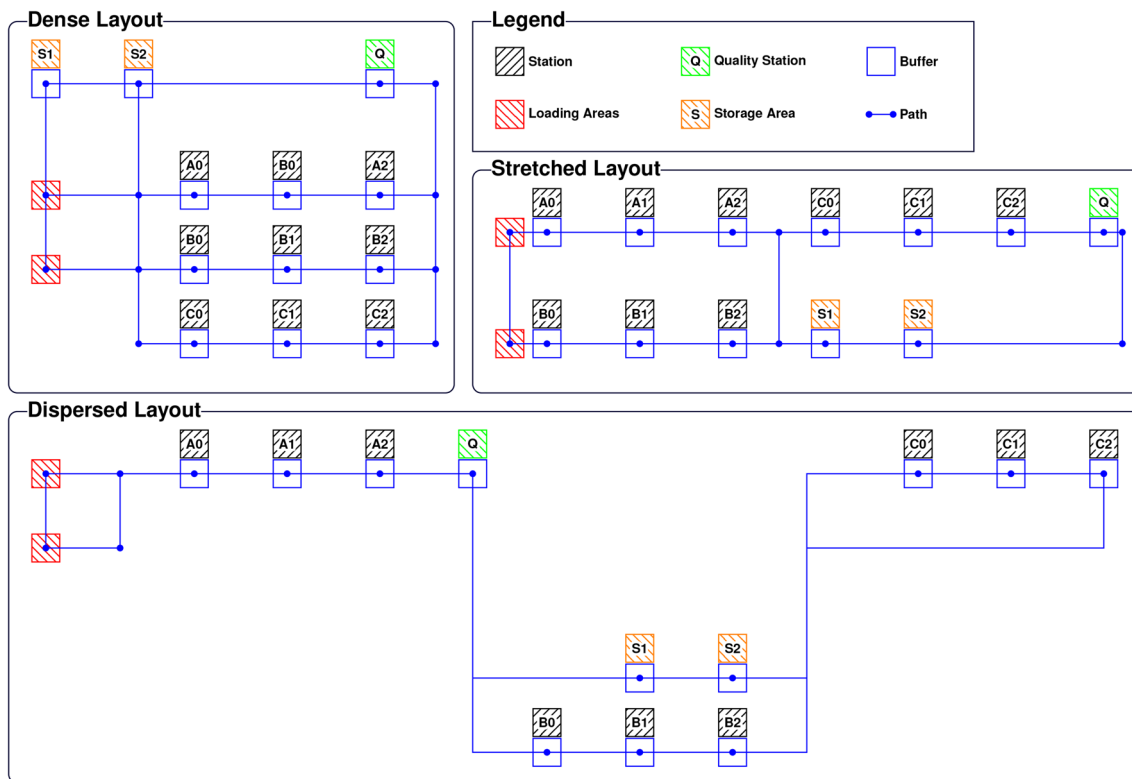 Dense Layout
S1 S2 Q
A0 B0 A2
B0 B1 B2
C0 C1 C2
Legend
Station Q Quality Station Buffer
Loading Areas S Storage Area Path
Stretched Layout
A0 A1 A2 C0 C1 C2 Q
B0 B1 B2 S1 S2
Dispersed Layout
A0 A1 A2 Q C0 C1 C2
S1 S2
B0 B1 B2